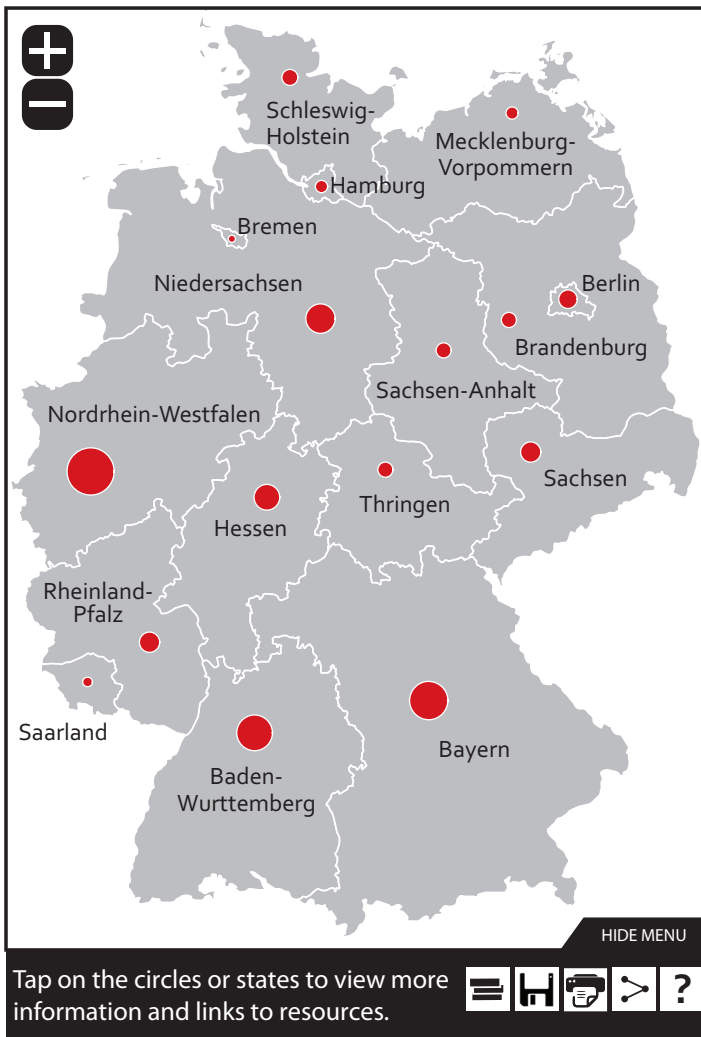 Schleswig-
Holstein
Mecklenburg-
Vorpommern
Hamburg
Bremen
Niedersachsen
Berlin
Brandenburg
Sachsen-Anhalt
Nordrhein-Westfalen
Sachsen
Thringen
Hessen
Rheinland-
Pfalz
Saarland
Bayern
Baden-
Wurttemberg
HIDE MENU
Tap on the circles or states to view more
information and links to resources.
?